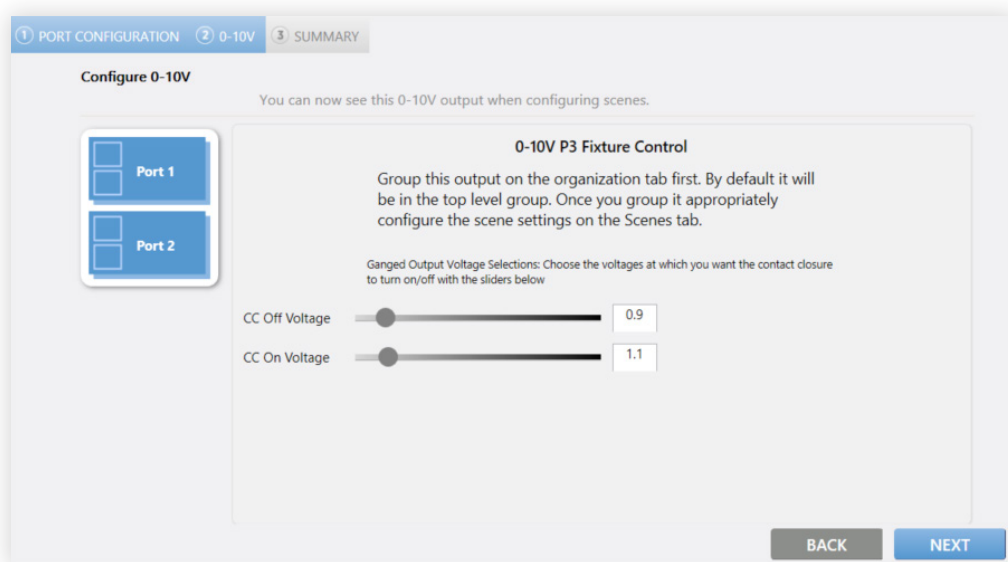 1 PORT CONFIGURATION 2 0-10V 3 SUMMARY
Configure 0-10V
You can now see this 0-10V output when configuring scenes.
Port 1
Port 2
0-10V P3 Fixture Control
Group this output on the organization tab first. By default it will
be in the top level group. Once you group it appropriately
configure the scene settings on the Scenes tab.
Ganged Output Voltage Selections: Choose the voltages at which you want the contact closure
to turn on/off with the sliders below
CC Off Voltage 0.9
CC On Voltage 1.1
BACK NEXT